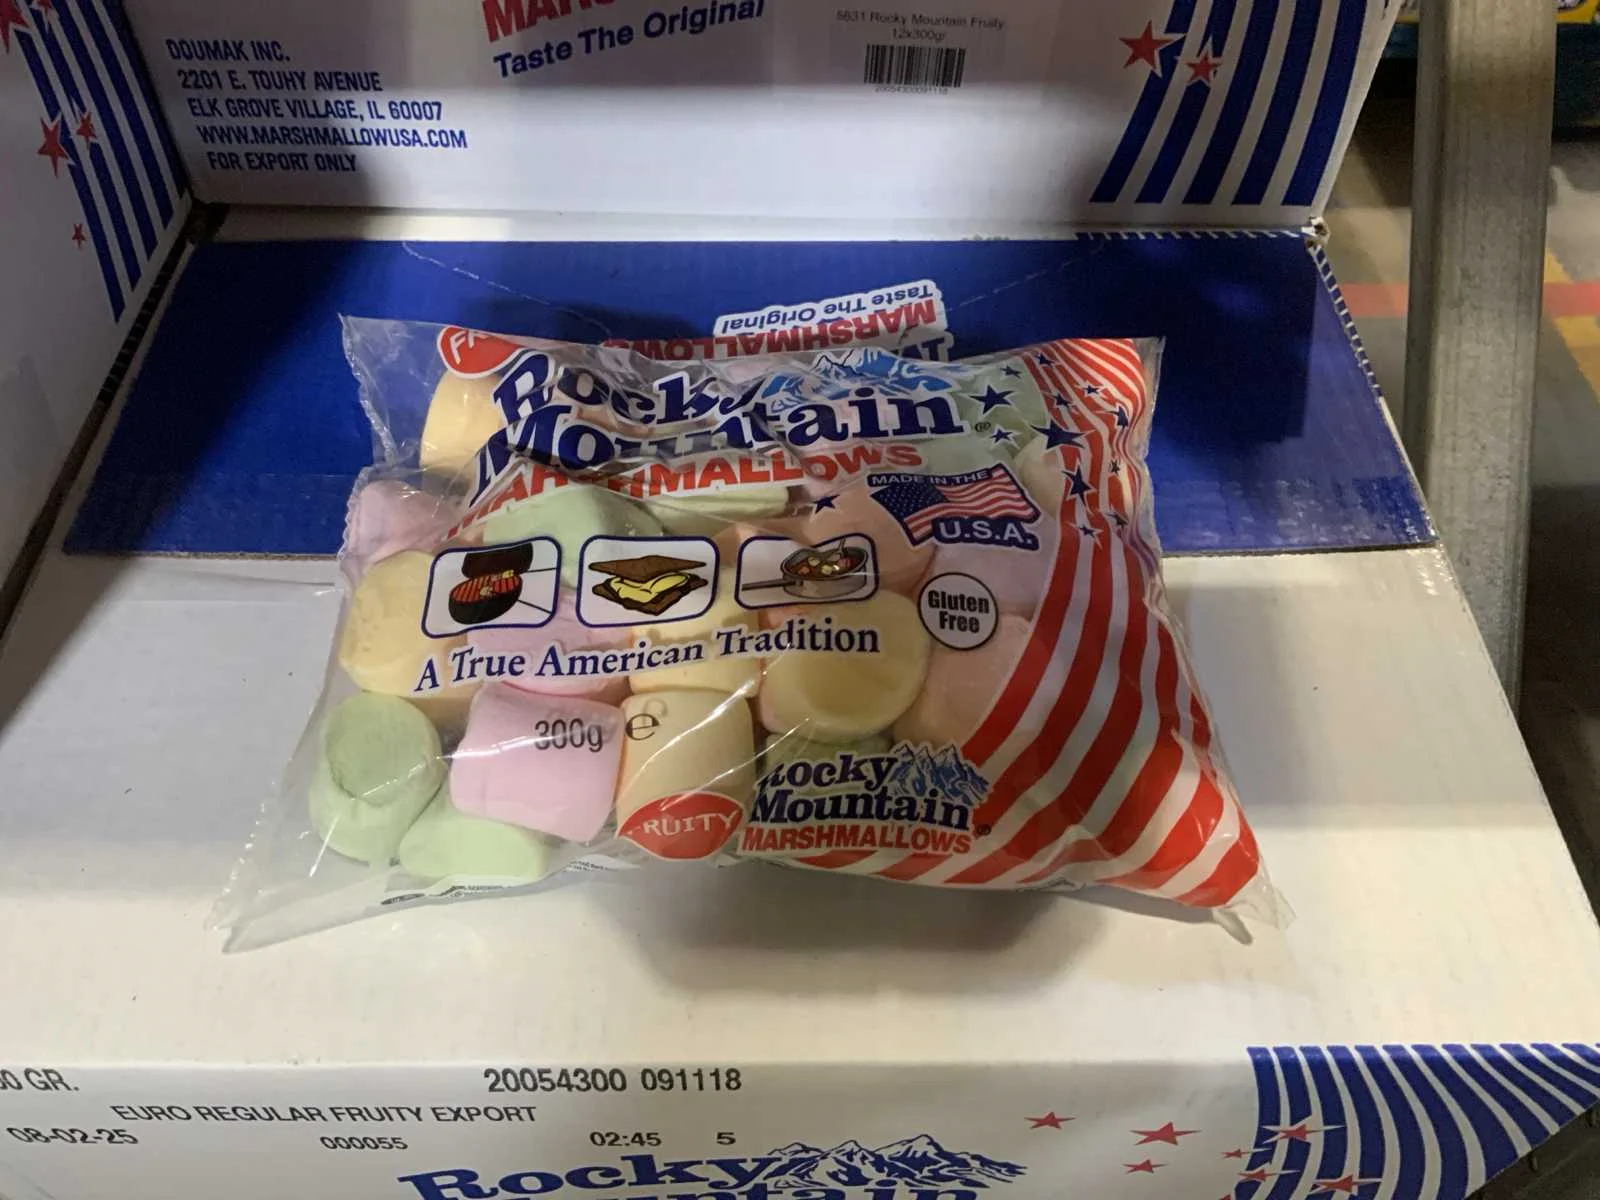 DOUMAK INC.
2201 E. TOUHY AVENUE
ELK GROVE VILLAGE, IL 60007
WWW.MARSHMALLOWUSA.COM
FOR EXPORT ONLY
Taste The Original
5631 Rocky Mountain Fruity
12x300gr
MARSHMALLOWS
Taste The Original
Rocky
Mountain
MARSHMALLOWS
MADE IN THE
U.S.A.
Gluten
Free
A True American Tradition
300g e
FRUITY
Rocky
Mountain
MARSHMALLOWS
GR.
20054300 091118
EURO REGULAR FRUITY EXPORT
08-02-25 000055 02:45 5
Rocky
Mountain